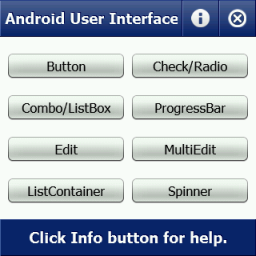 Android User Interface
Button
Check/Radio
Combo/ListBox
ProgressBar
Edit
MultiEdit
ListContainer
Spinner
Click Info button for help.